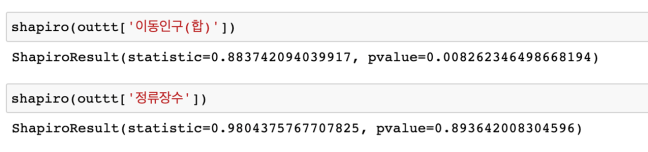 shapiro(outtt['이동인구(합)'])
ShapiroResult(statistic=0.883742094039917, pvalue=0.008262346498668194)
shapiro(outtt['정류장수'])
ShapiroResult(statistic=0.9804375767707825, pvalue=0.893642008304596)